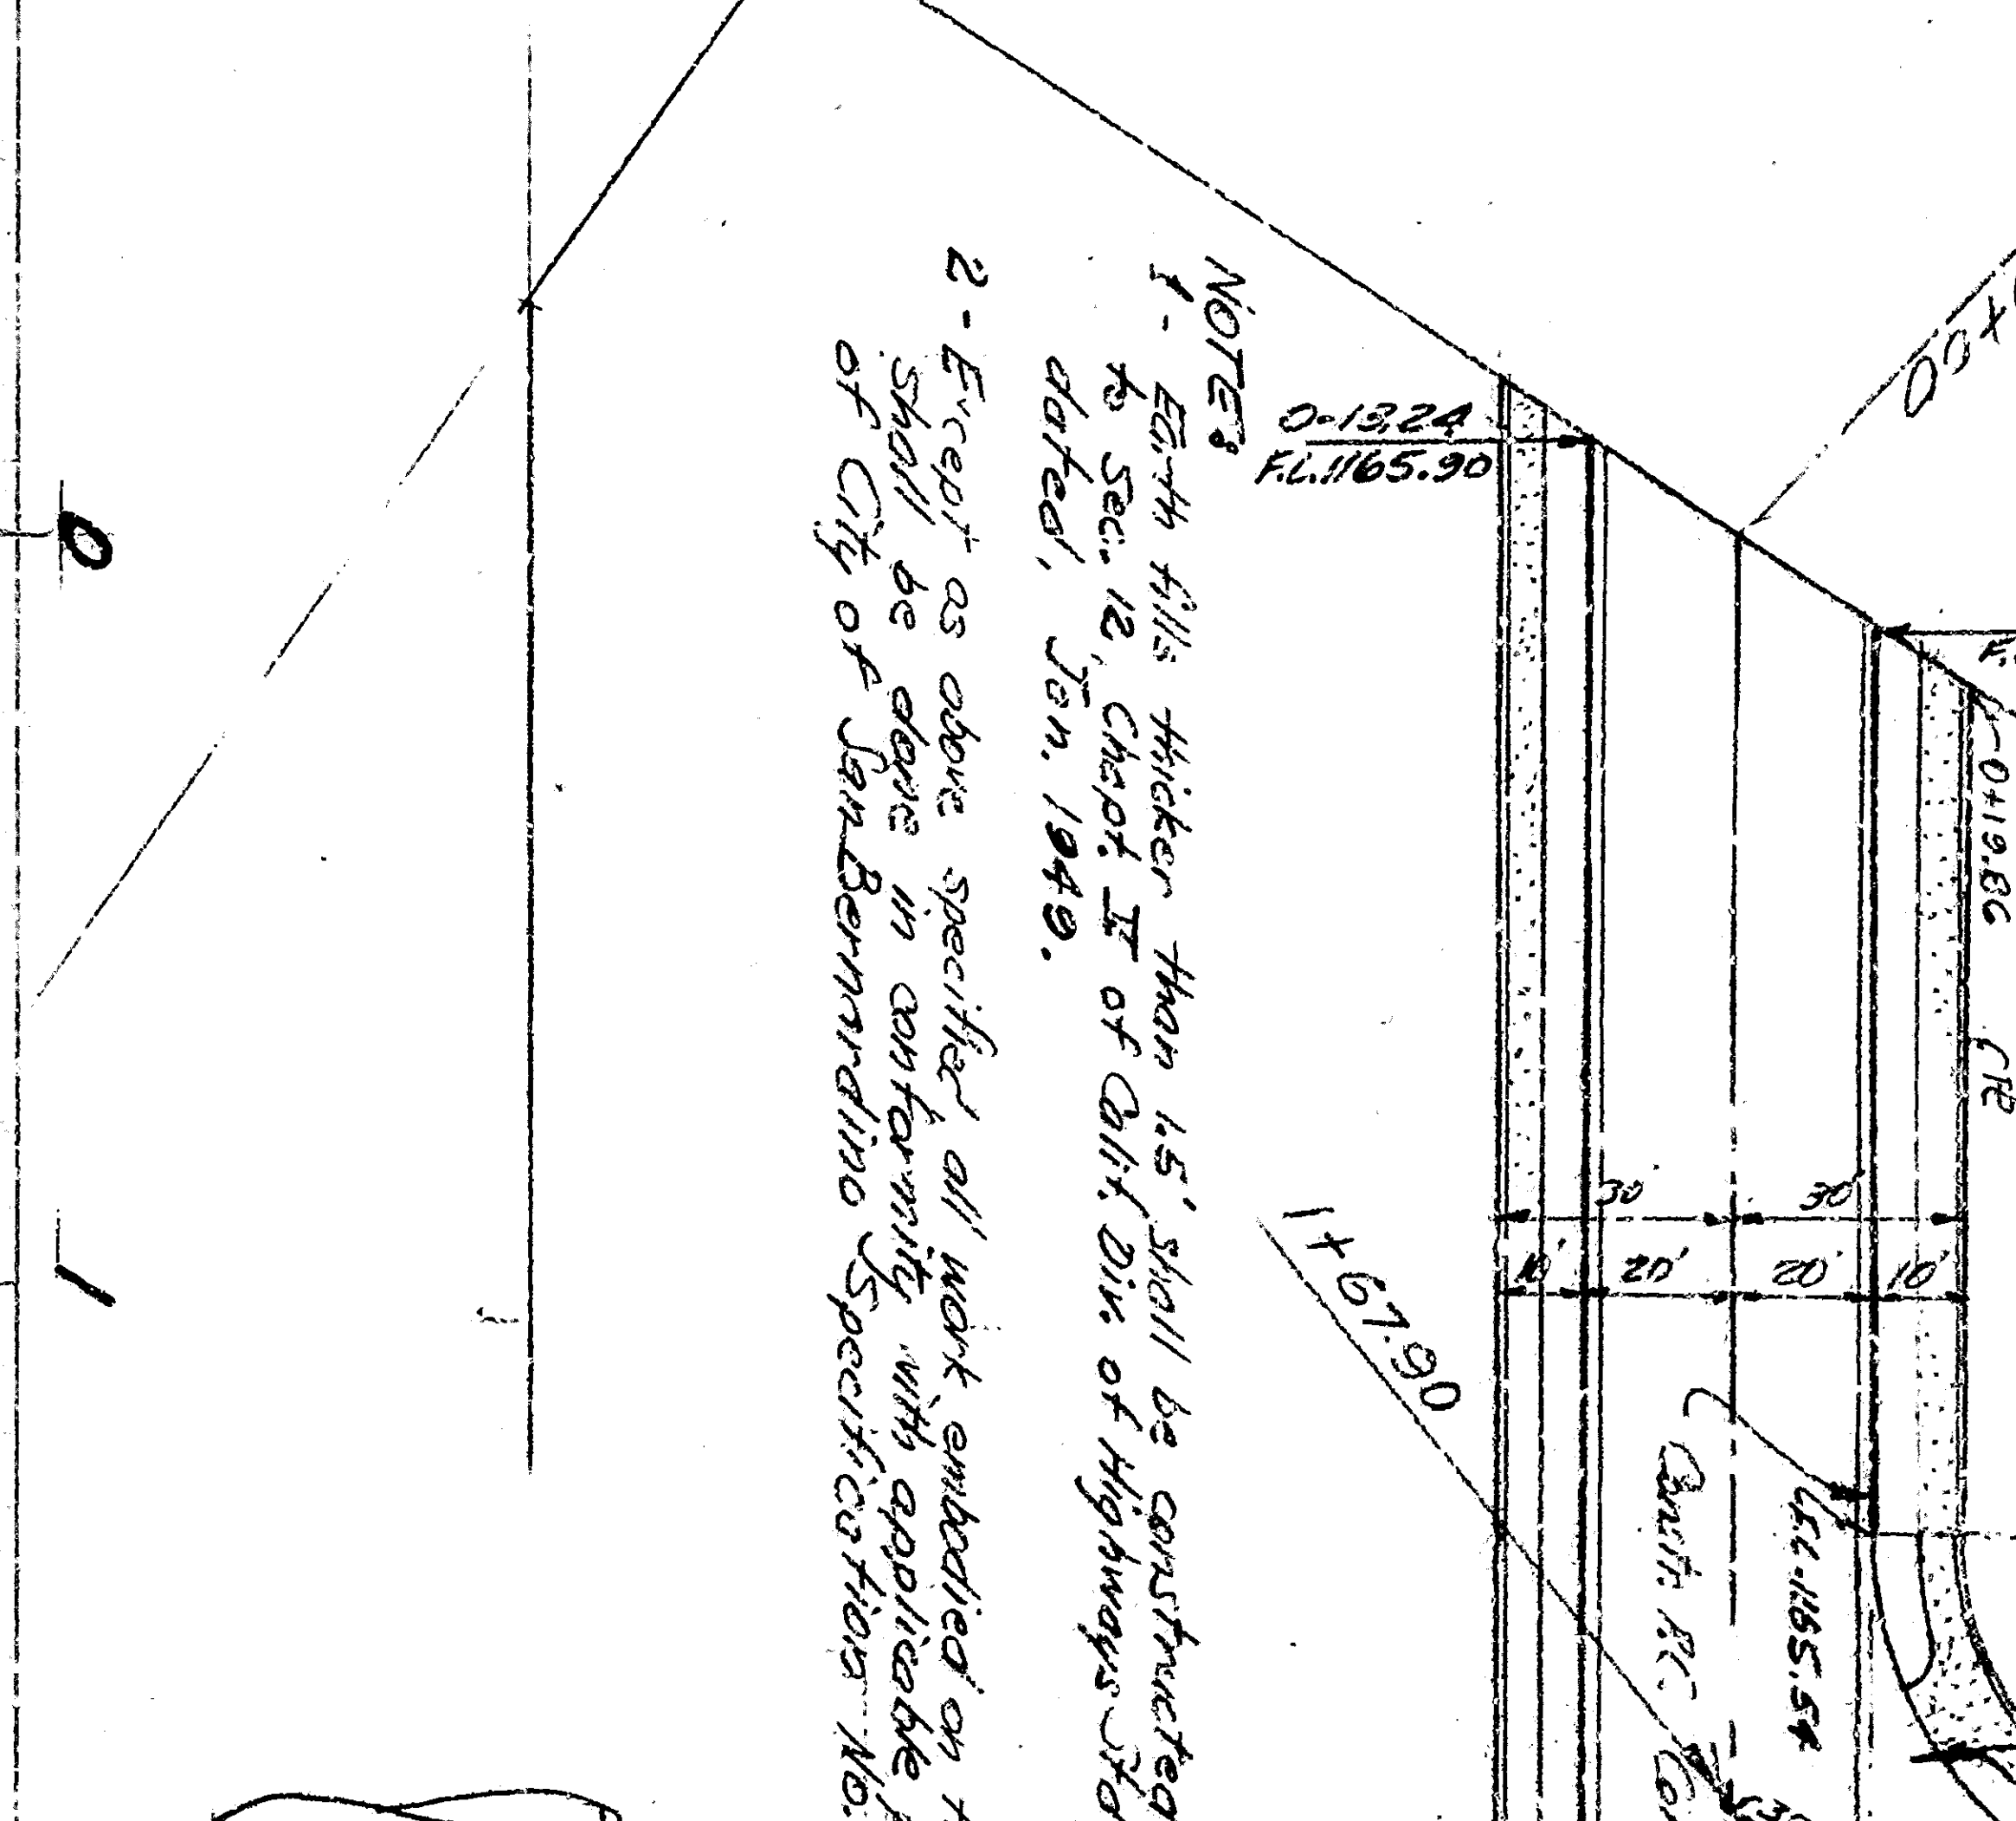 NOTE:
1 - Earth fills thicker than 1.5' shall be constructed
to Sec. 12, Chapt. II of Calif. Div. of Highways Sta
dated, Jan. 1949.
2 - Except as above specified, all work embodied on t
shall be done in conformity with applicable
of City of San Bernardino Specifications No.
0-13.24
F.L. 1165.90
0+19.86
CR
30' 30'
10' 20' 20' 10'
1+67.90
1165.54
Const.
0
1